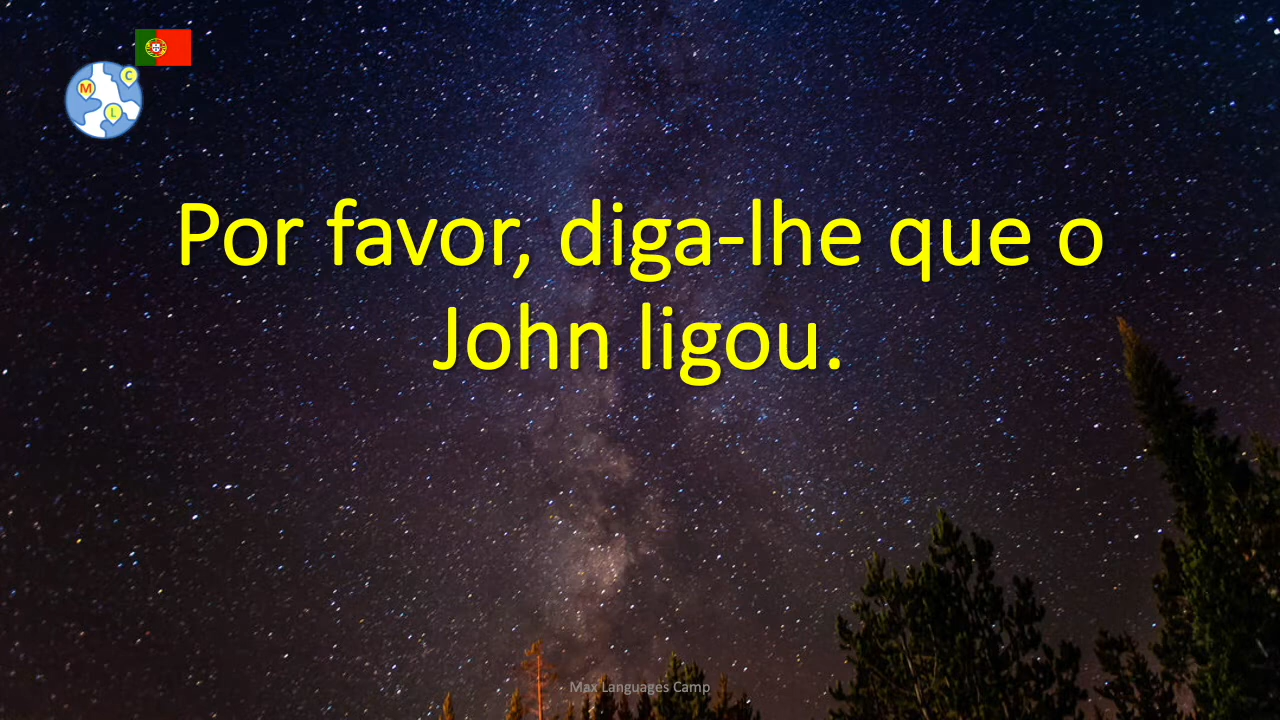 C
M
L
Por favor, diga-lhe que o
John ligou.
Max Languages Camp